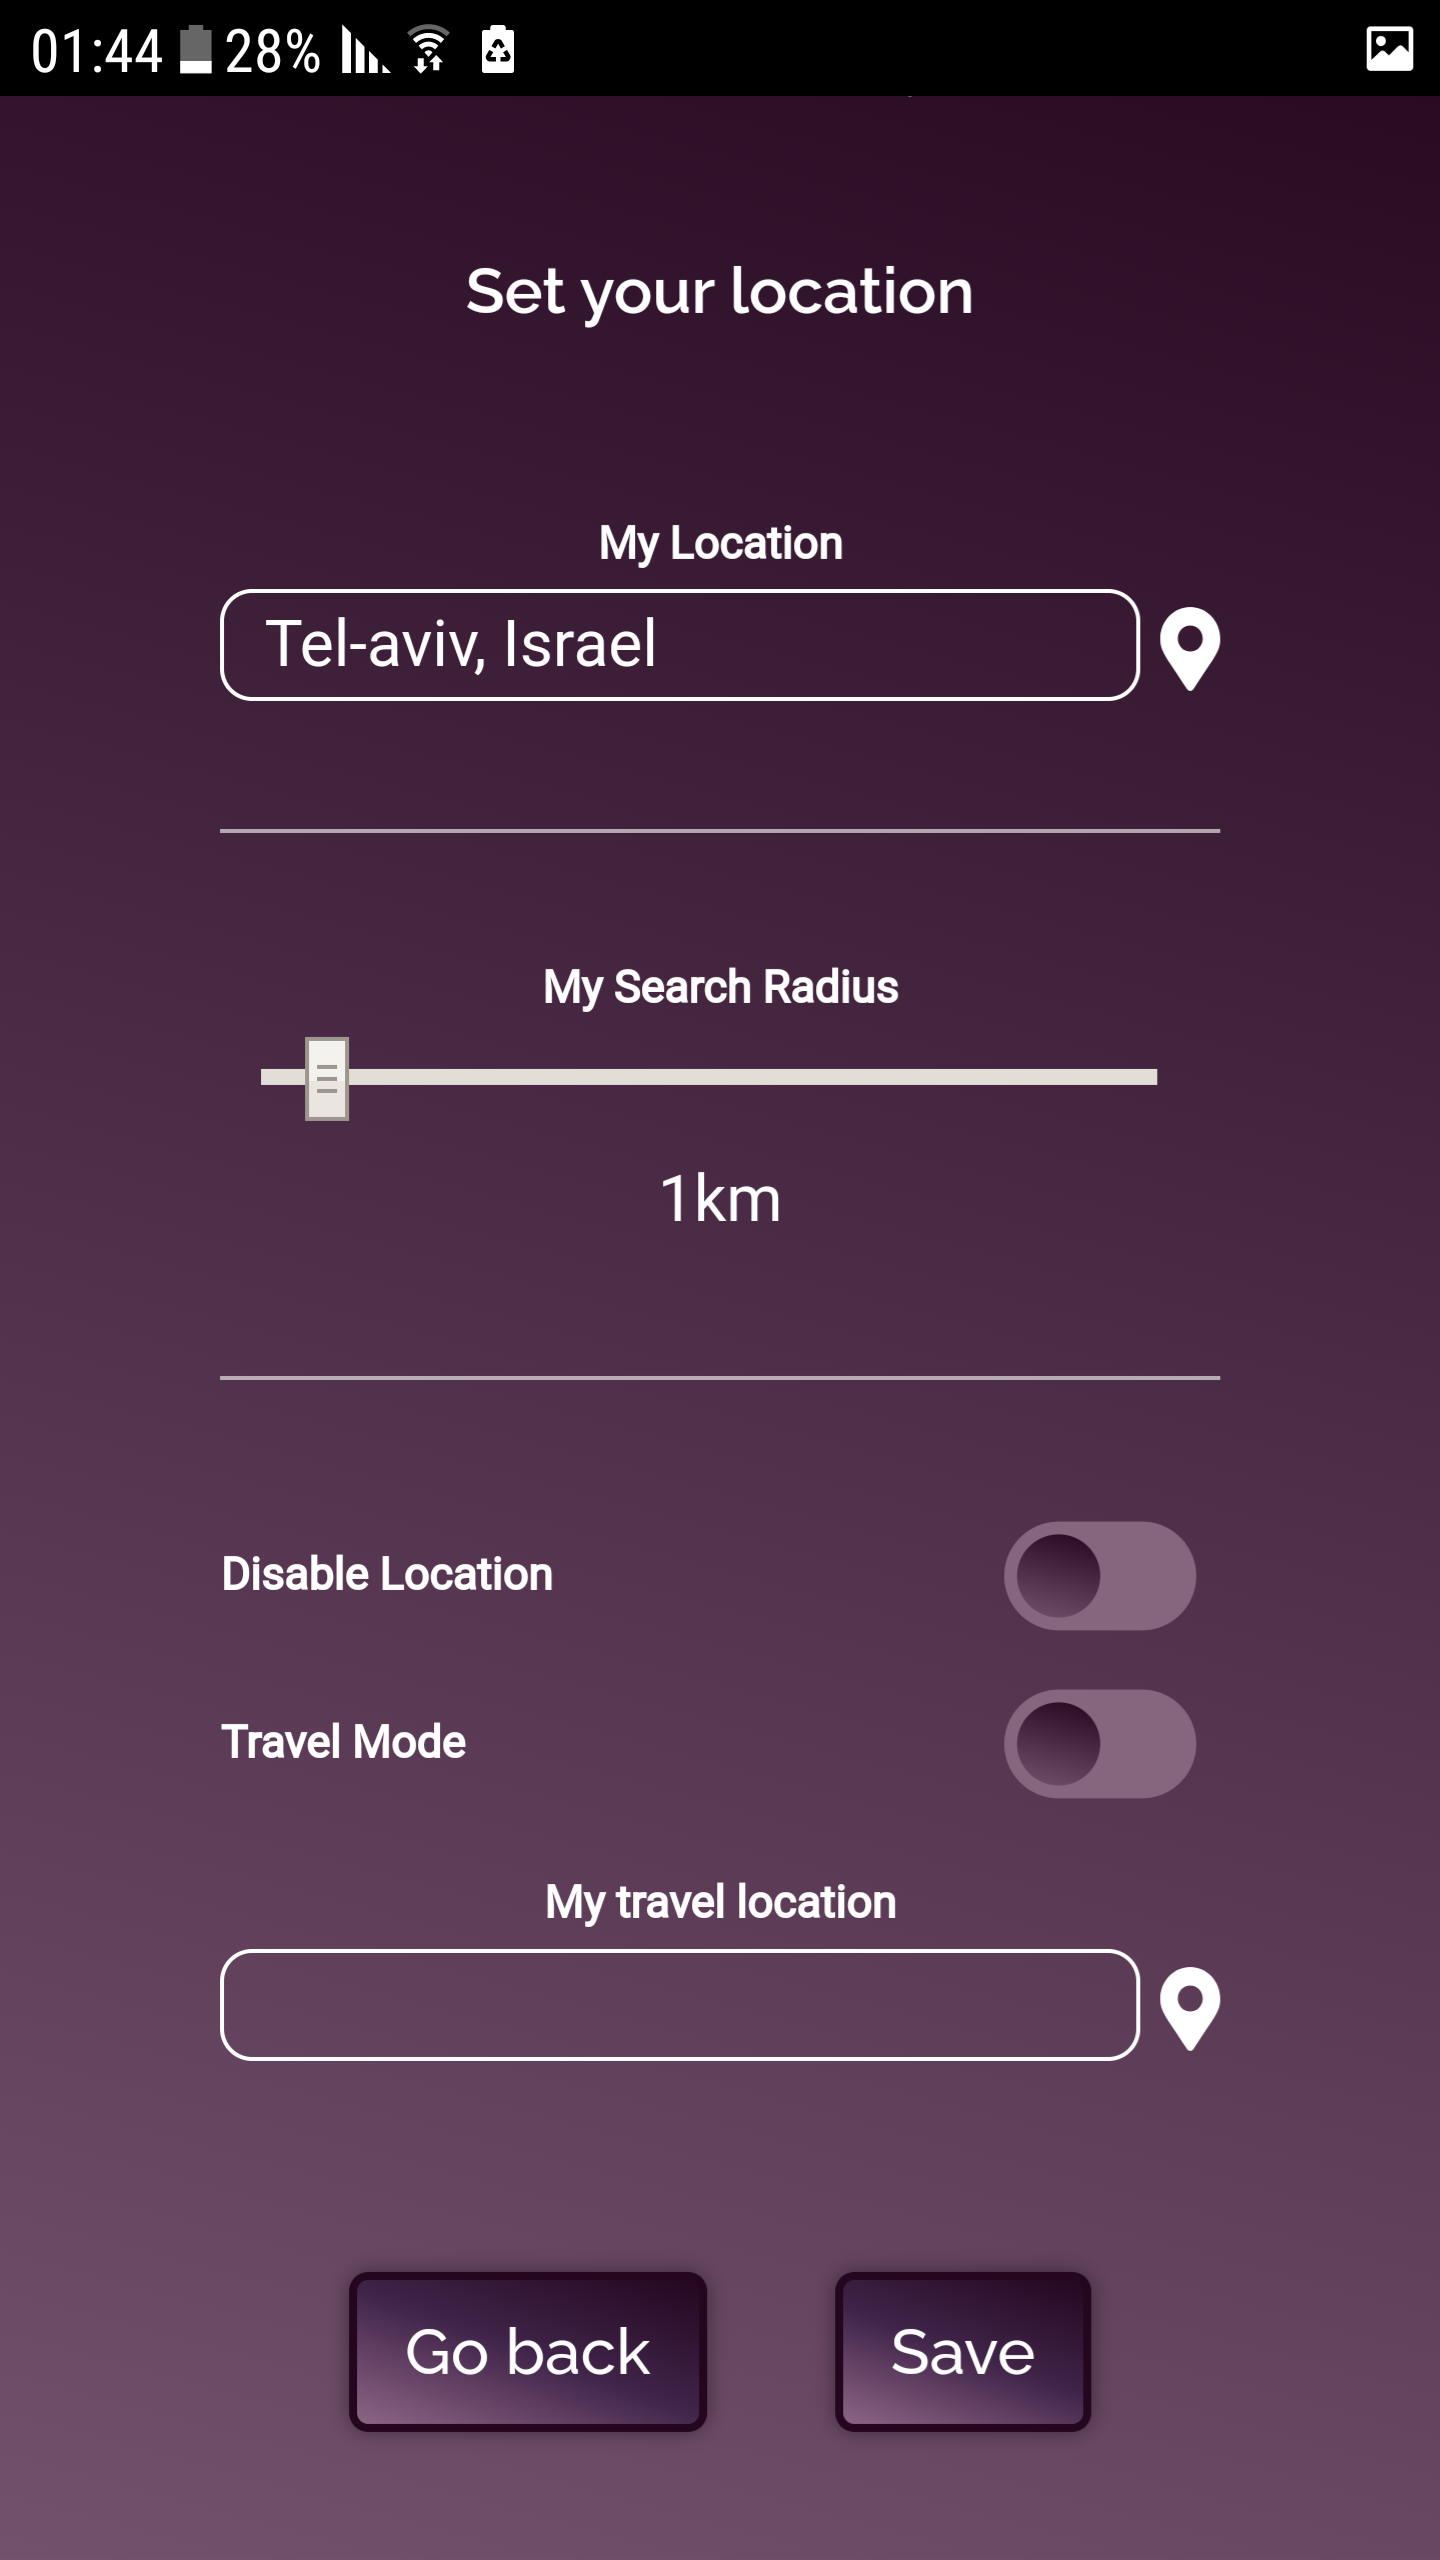 01:44 28%
Set your location
My Location
Tel-aviv, Israel
My Search Radius
1km
Disable Location
Travel Mode
My travel location
Go back Save